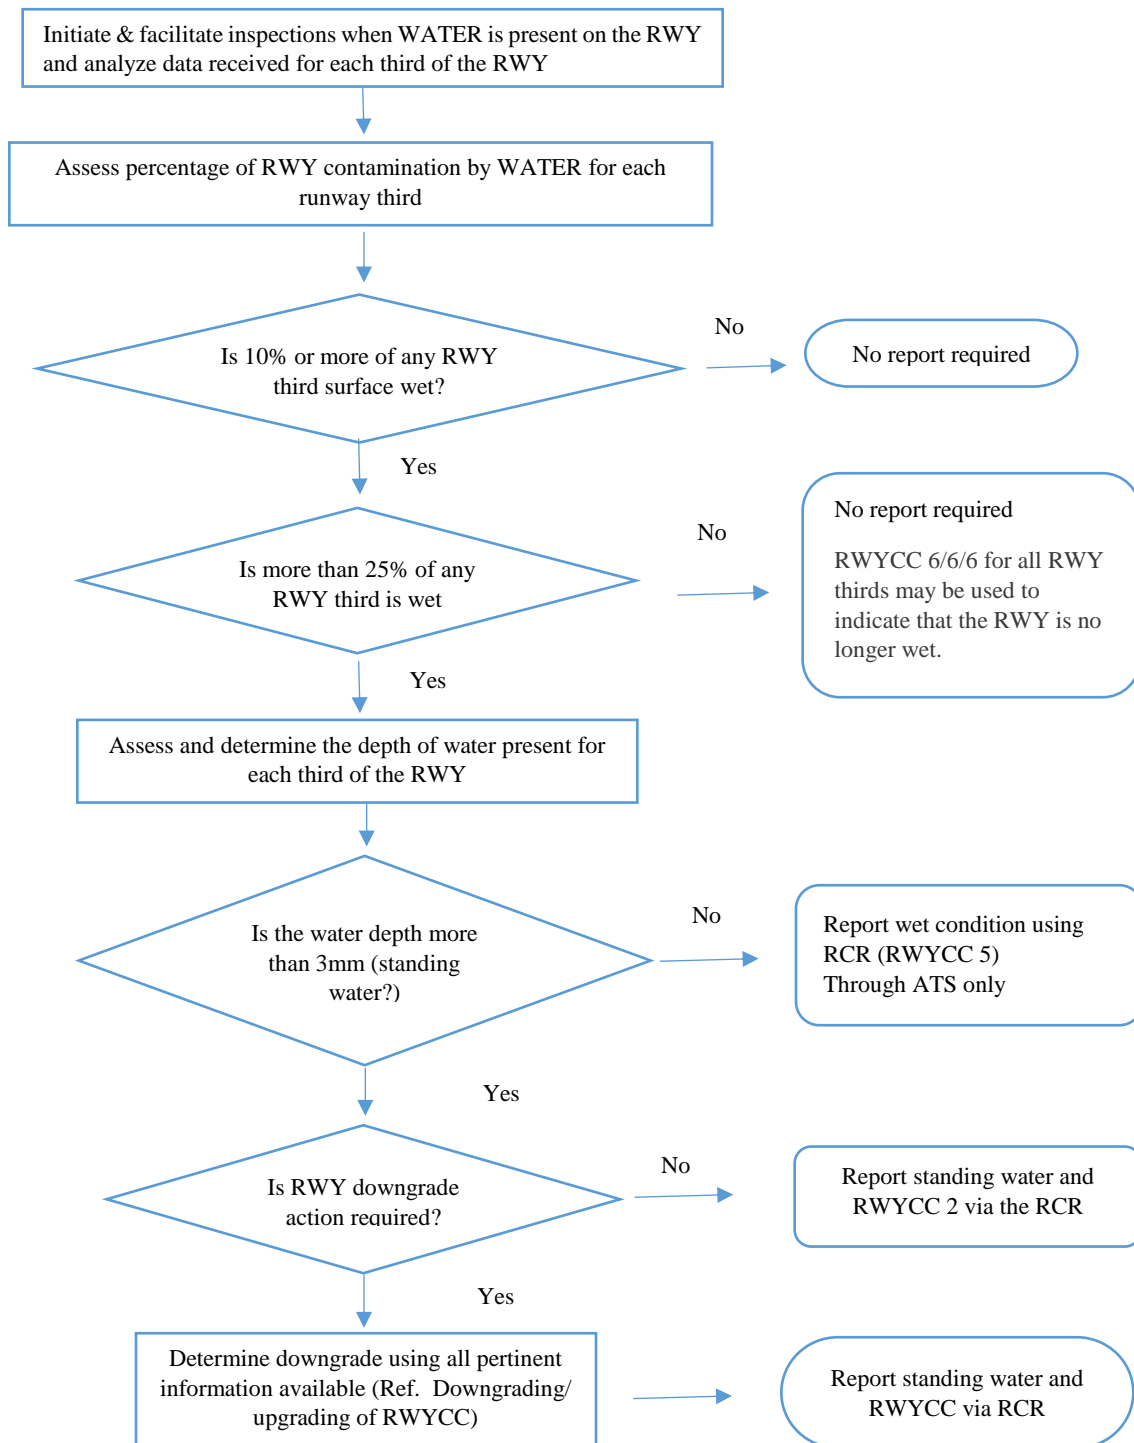 Initiate & facilitate inspections when WATER is present on the RWY
and analyze data received for each third of the RWY
Assess percentage of RWY contamination by WATER for each
runway third
Is 10% or more of any RWY
third surface wet?
No
No report required
Yes
Is more than 25% of any
RWY third is wet
No
No report required
RWYCC 6/6/6 for all RWY
thirds may be used to
indicate that the RWY is no
longer wet.
Yes
Assess and determine the depth of water present for
each third of the RWY
Is the water depth more
than 3mm (standing
water?)
No
Report wet condition using
RCR (RWYCC 5)
Through ATS only
Yes
Is RWY downgrade
action required?
No
Report standing water and
RWYCC 2 via the RCR
Yes
Determine downgrade using all pertinent
information available (Ref. Downgrading/
upgrading of RWYCC)
Report standing water and
RWYCC via RCR